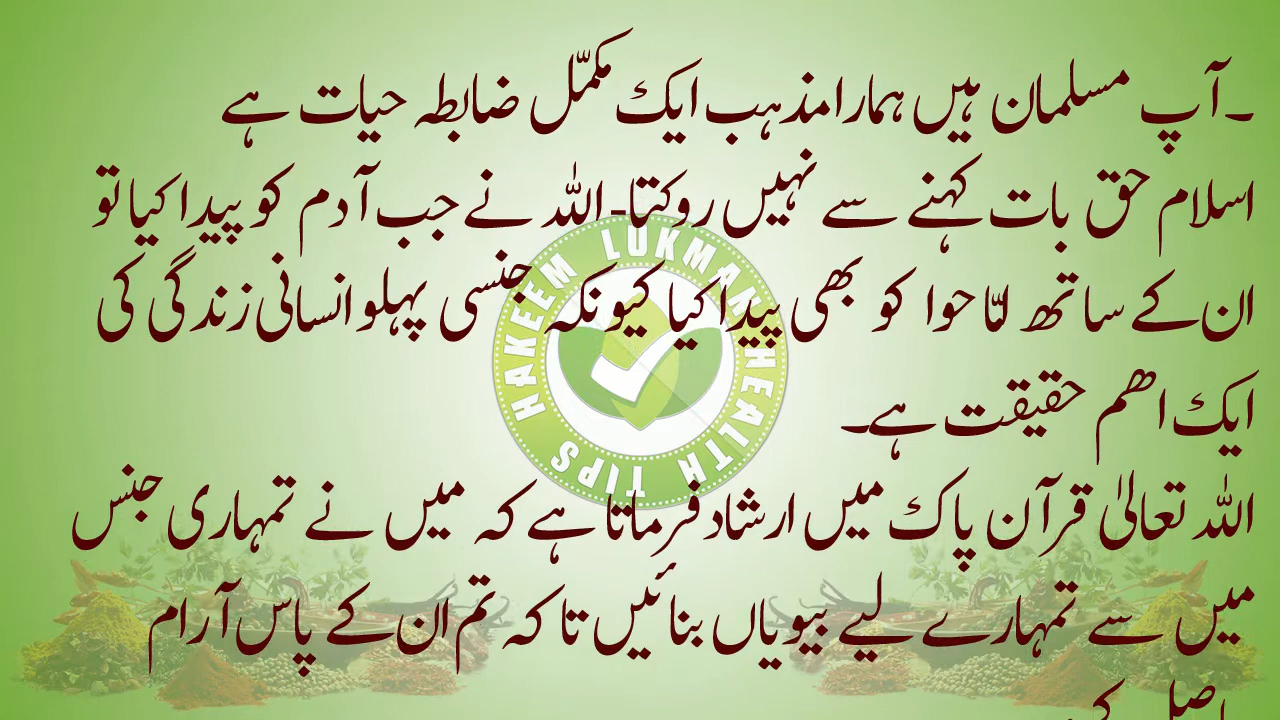 ۔آپ مسلمان ہیں ہمارا مذہب ایک مکمّل ضابطہ حیات ہے
اسلام حق بات کہنے سے نہیں روکتا۔ اللہ نے جب آدم کو پیدا کیا تو
ان کے ساتھ امّا حوا کو بھی پیدا کیا کیونکہ جنسی پہلو انسانی زندگی کی
ایک اھم حقیقت ہے۔
اللہ تعالیٰ قرآن پاک میں ارشاد فرماتا ہے کہ میں نے تمہاری جنس
میں سے تمہارے لیے بیویاں بنائیں تاکہ تم ان کے پاس آرام
HAKEEM LUKMAN HEALTH TIPS